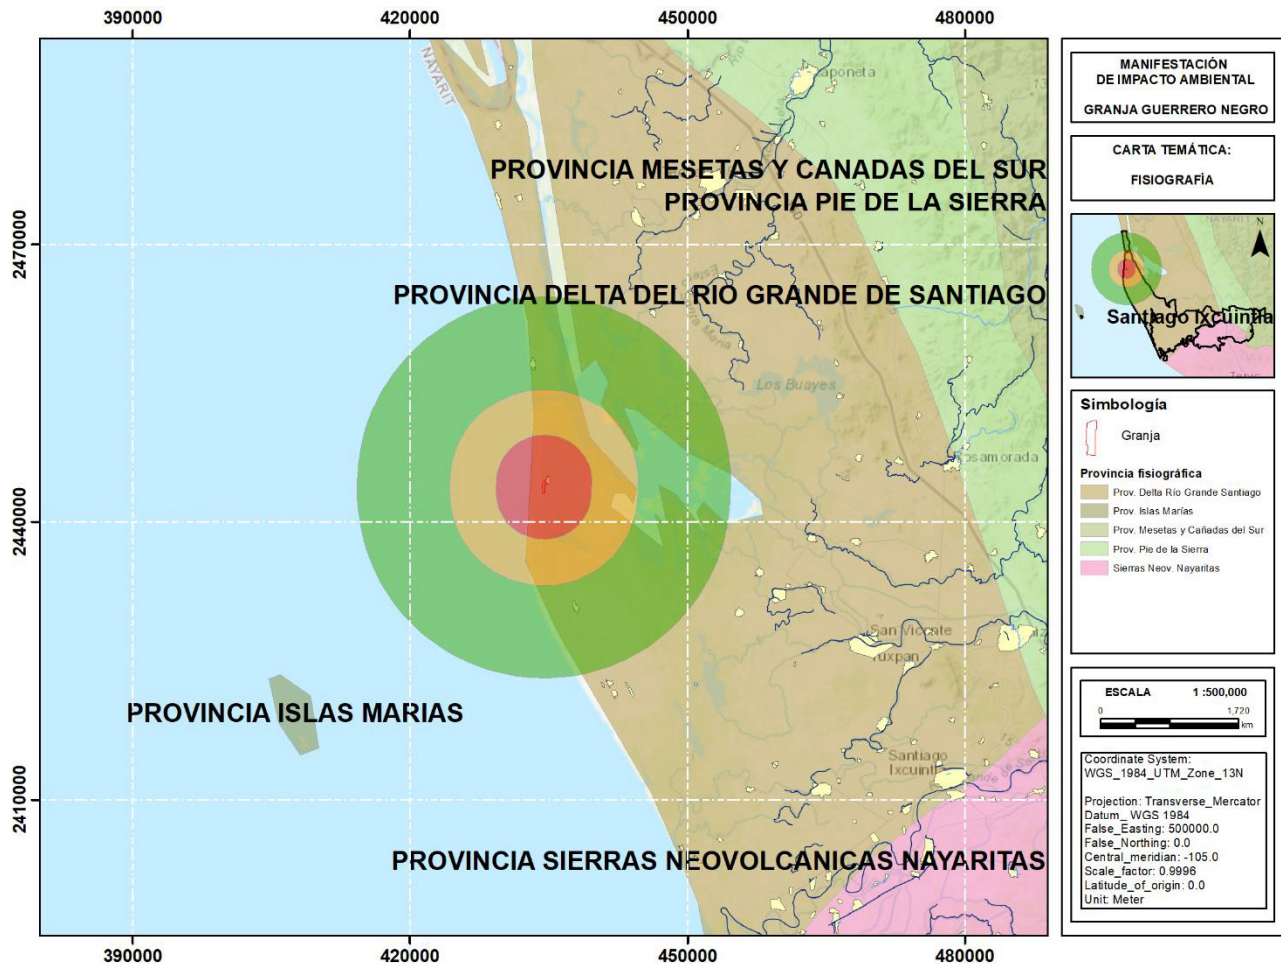 390000
420000
450000
480000
NAYARIT
zaponeta
PROVINCIA MESETAS Y CANADAS DEL SUR
PROVINCIA PIE DE LA SIERRA
2470000
PROVINCIA DELTA DEL RIO GRANDE DE SANTIAGO
Los Buayes
Rosamorada
2440000
San Vicente
Tuxpan
PROVINCIA ISLAS MARIAS
Santiago
Ixcuintla
15
2410000
PROVINCIA SIERRAS NEOVOLCANICAS NAYARITAS
390000
420000
450000
480000
MANIFESTACIÓN
DE IMPACTO AMBIENTAL
GRANJA GUERRERO NEGRO
CARTA TEMÁTICA:
FISIOGRAFÍA
NAYARIT
N
Santiago Ixcuintla
Simbología
Granja
Provincia fisiográfica
Prov. Delta Río Grande Santiago
Prov. Islas Marías
Prov. Mesetas y Cañadas del Sur
Prov. Pie de la Sierra
Sierras Neov. Nayaritas
ESCALA 1:500,000
0 1,720
km
Coordinate System:
WGS_1984_UTM_Zone_13N
Projection: Transverse_Mercator
Datum_ WGS 1984
False_Easting: 500000.0
False_Northing: 0.0
Central_meridian: -105.0
Scale_factor: 0.9996
Latitude_of_origin: 0.0
Unit: Meter